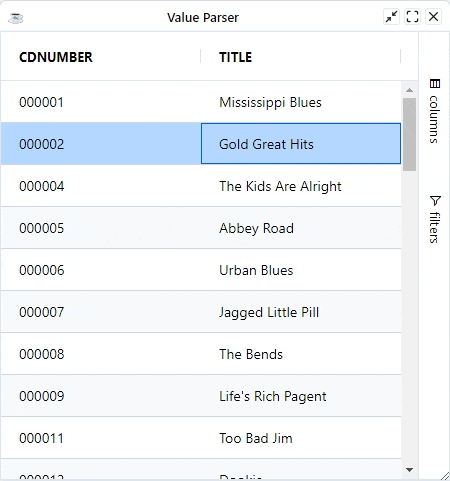 Value Parser
CDNUMBER TITLE
000001 Mississippi Blues
000002 Gold Great Hits
000004 The Kids Are Alright
000005 Abbey Road
000006 Urban Blues
000007 Jagged Little Pill
000008 The Bends
000009 Life's Rich Pagent
000011 Too Bad Jim
columns
filters